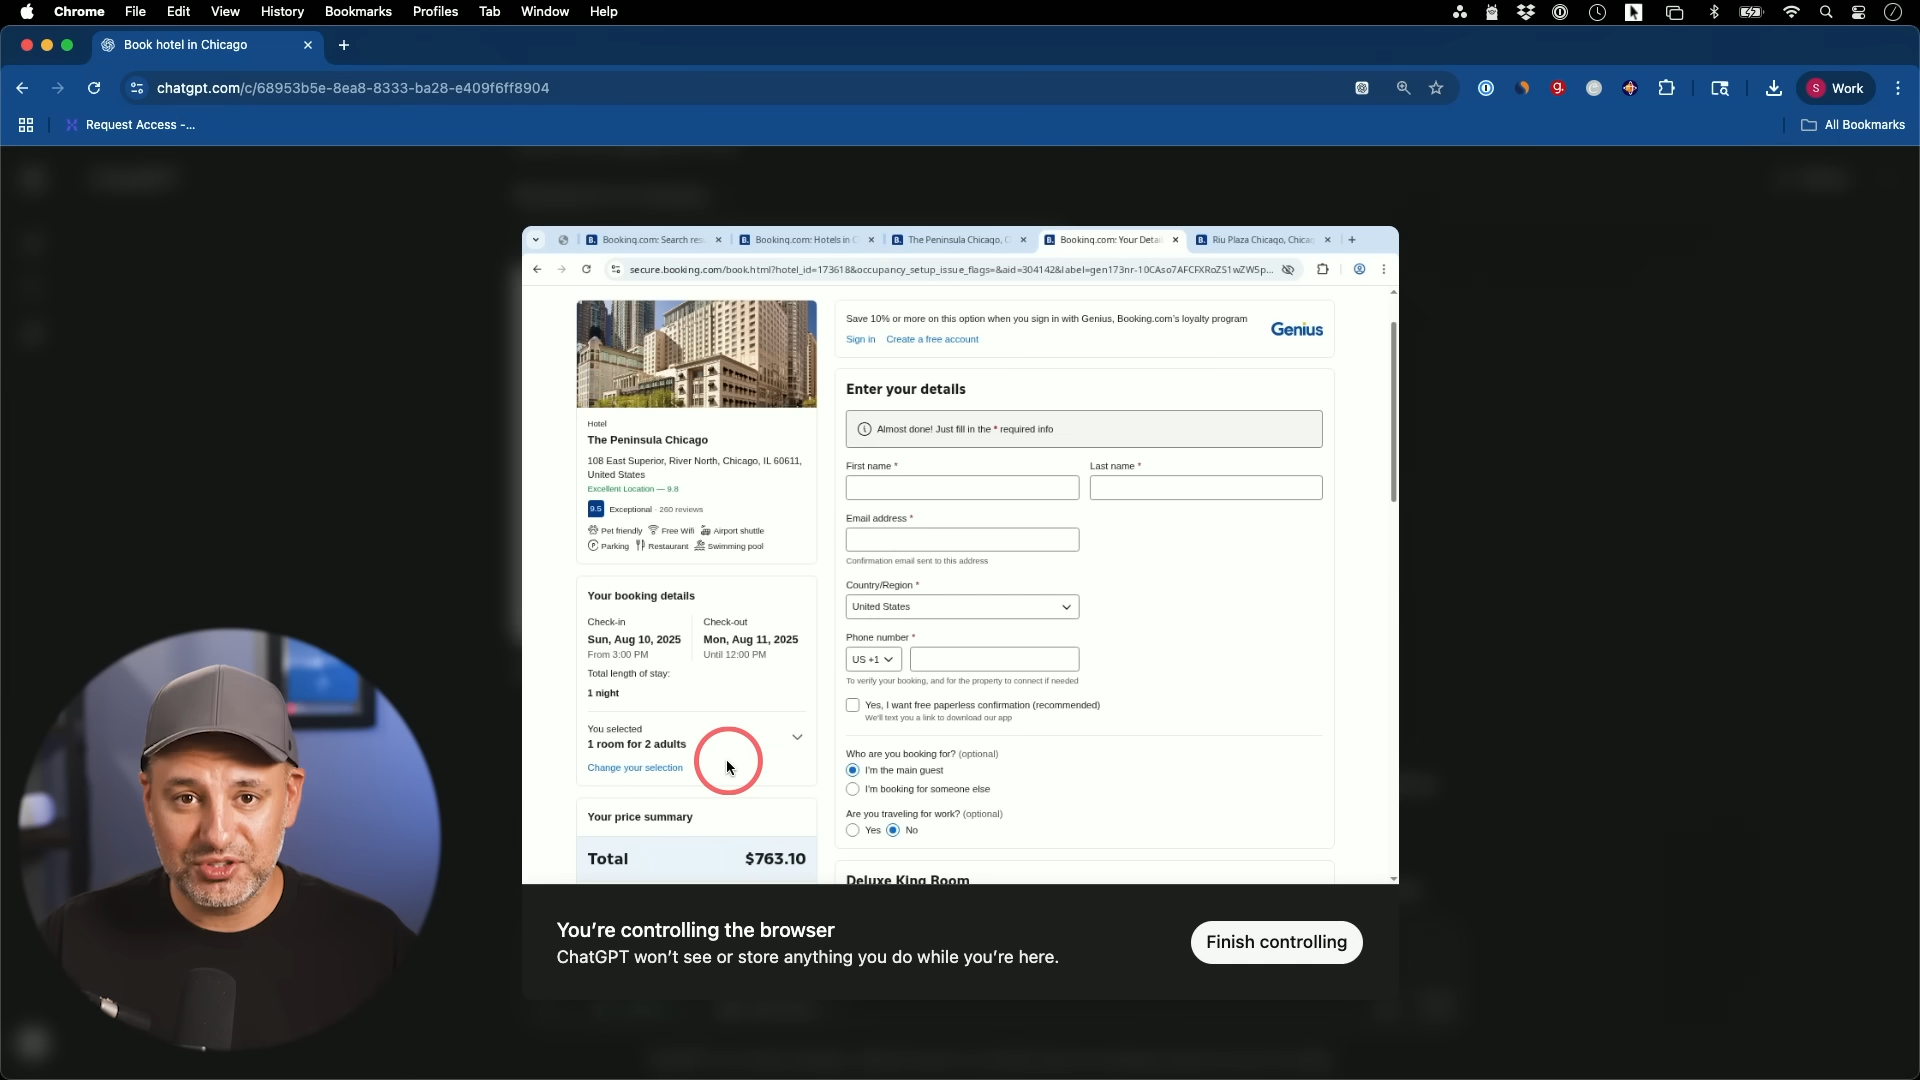 Chrome File Edit View History Bookmarks Profiles Tab Window Help
Book hotel in Chicago
chatgpt.com/c/68953b5e-8ea8-8333-ba28-e409f6ff8904
S Work
Request Access -...
All Bookmarks
Booking.com: Search res
Booking.com: Hotels in C
The Peninsula Chicago, C
Booking.com: Your Detai
Riu Plaza Chicago, Chicag
secure.booking.com/book.html?hotel_id=173618&occupancy_setup_issue_flags=&aid=304142&label=gen173nr-10CAso7AFCFXRoZS1wZW5p...
Hotel
The Peninsula Chicago
108 East Superior, River North, Chicago, IL 60611,
United States
Excellent Location — 9.8
9.5 Exceptional · 260 reviews
Pet friendly Free Wifi Airport shuttle
Parking Restaurant Swimming pool
Your booking details
Check-in
Sun, Aug 10, 2025
From 3:00 PM
Check-out
Mon, Aug 11, 2025
Until 12:00 PM
Total length of stay:
1 night
You selected
1 room for 2 adults
Change your selection
Your price summary
Total $763.10
Save 10% or more on this option when you sign in with Genius, Booking.com's loyalty program
Sign in Create a free account
Genius
Enter your details
Almost done! Just fill in the * required info
First name *
Last name *
Email address *
Confirmation email sent to this address
Country/Region *
United States
Phone number *
US +1
To verify your booking, and for the property to connect if needed
Yes, I want free paperless confirmation (recommended)
We'll text you a link to download our app
Who are you booking for? (optional)
I'm the main guest
I'm booking for someone else
Are you traveling for work? (optional)
Yes No
Deluxe King Room
You're controlling the browser
ChatGPT won't see or store anything you do while you're here.
Finish controlling